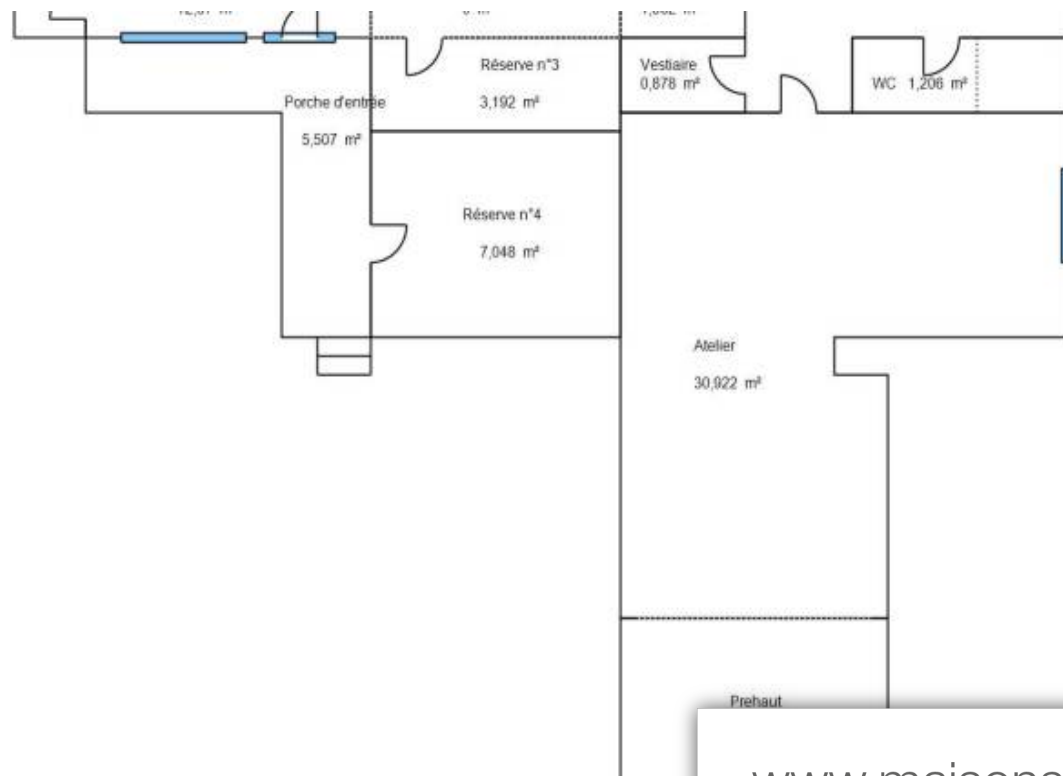 Réserve n°3
3,192 m²
Vestiaire
0,878 m²
WC 1,206 m²
Porche d'entrée
5,507 m²
Réserve n°4
7,048 m²
Atelier
30,922 m²
Prehaut